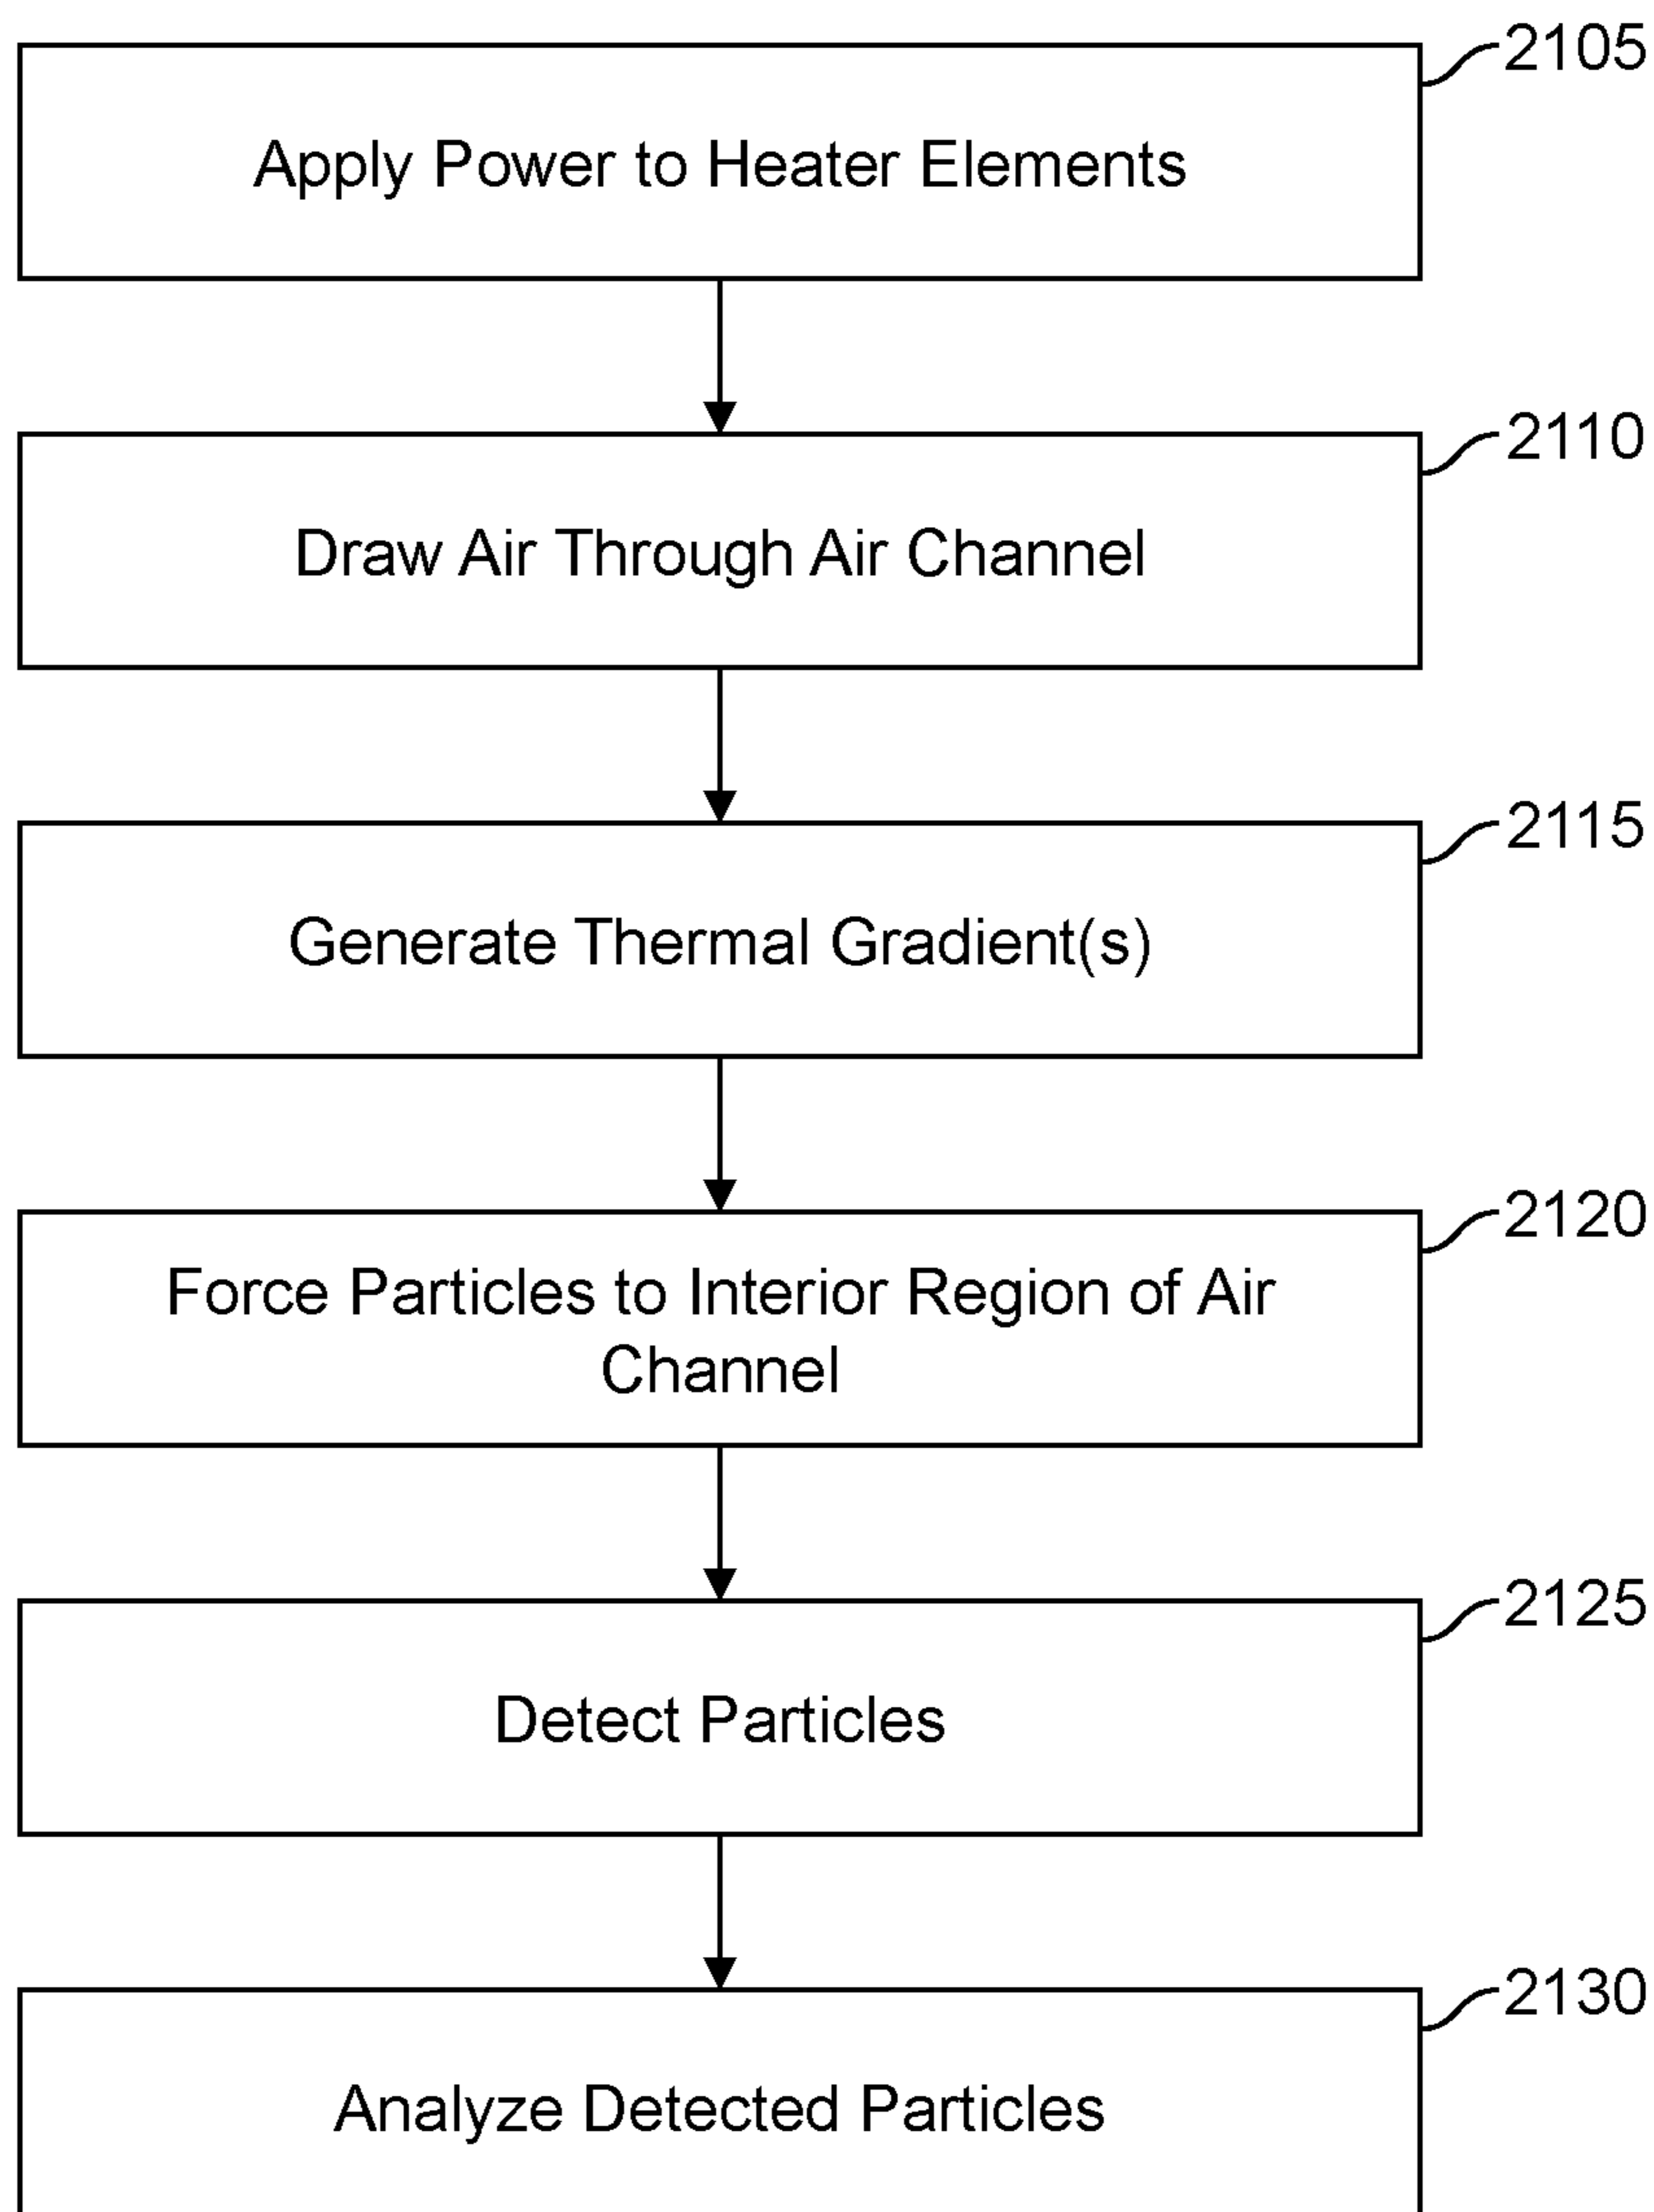 2105
Apply Power to Heater Elements
2110
Draw Air Through Air Channel
2115
Generate Thermal Gradient(s)
2120
Force Particles to Interior Region of Air
Channel
2125
Detect Particles
2130
Analyze Detected Particles